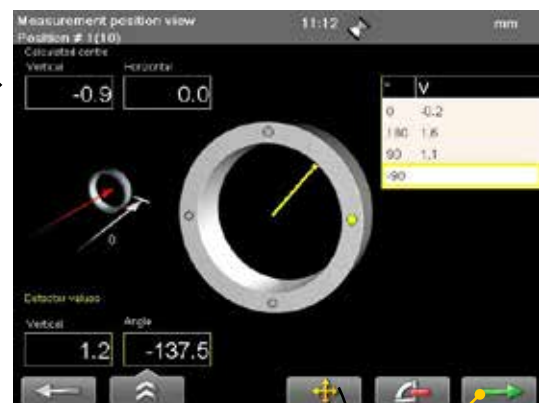 Measurement position view
11:12
mm
Position # 1(10)
Calculated centre
Vertical
Horizontal
-0.9
0.0
° V
0 -0.2
180 1.6
90 1.1
-90
0
Detector values
Vertical
Angle
1.2
-137.5